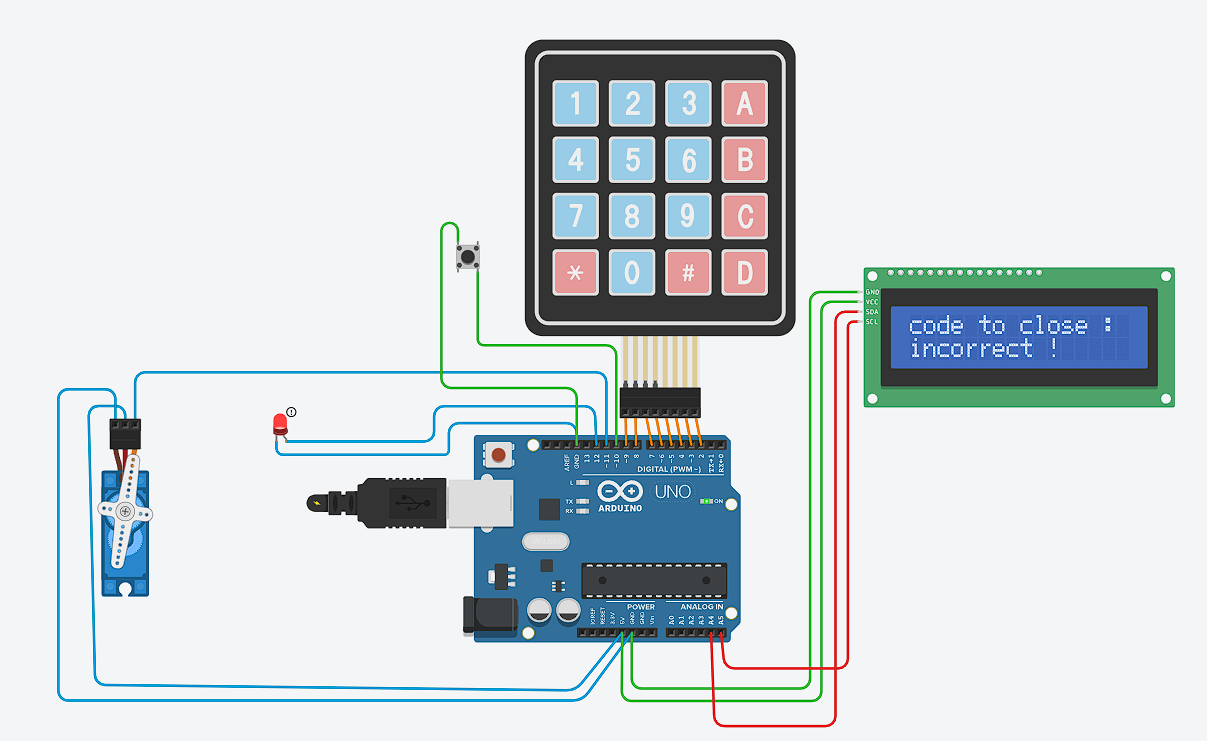 1 2 3 A
4 5 6 B
7 8 9 C
* 0 # D
GND
VCC
SDA
SCL
code to close :
incorrect !
AREF
GND
13
12
~11
~10
~9
8
7
~6
~5
4
~3
2
TX→1
RX←0
DIGITAL (PWM~)
L
TX
RX
ARDUINO
UNO
ON
POWER
ANALOG IN
IOREF
RESET
3.3V
5V
GND
GND
Vin
A0
A1
A2
A3
A4
A5